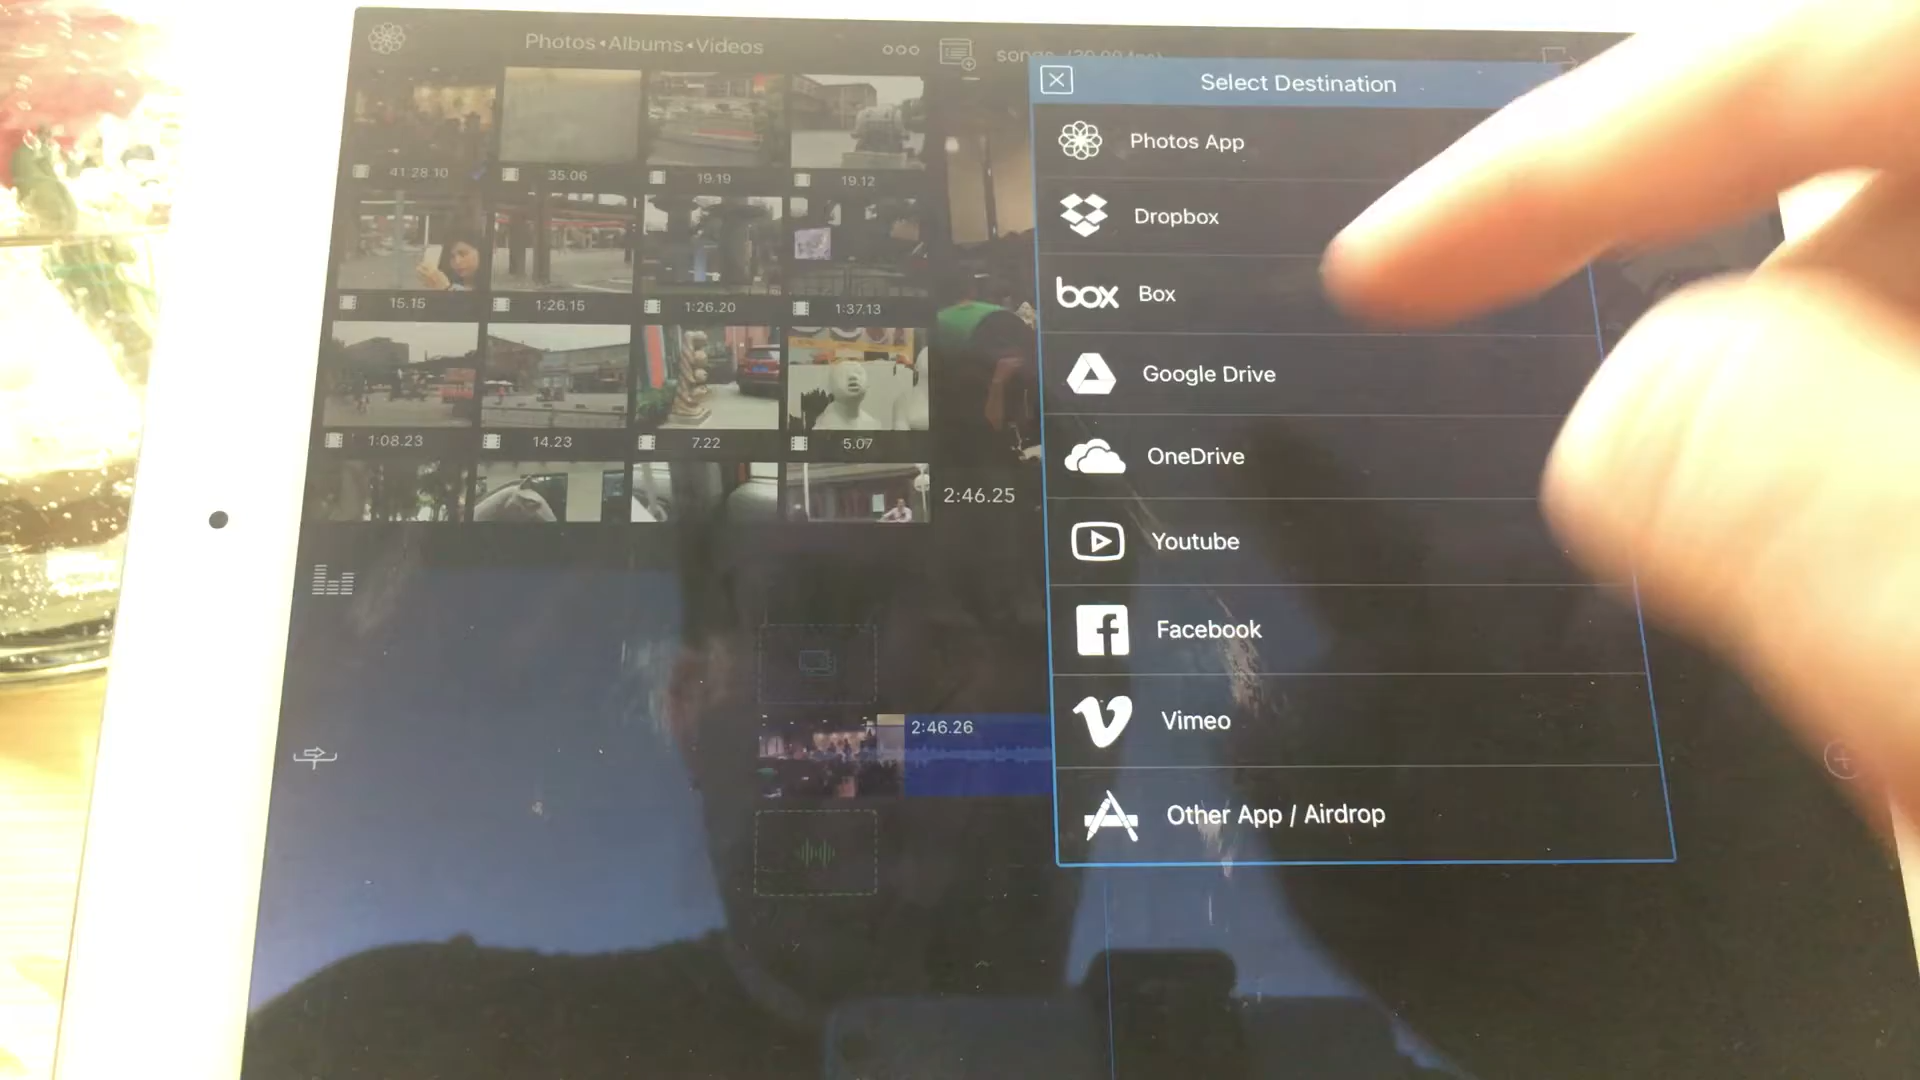 Photos◂Albums◂Videos
Select Destination
Photos App
Dropbox
box Box
Google Drive
OneDrive
Youtube
Facebook
Vimeo
Other App / Airdrop
41:28.10
35.06
19.19
19.12
15.15
1:26.15
1:26.20
1:37.13
1:08.23
14.23
7.22
5.07
2:46.25
2:46.26